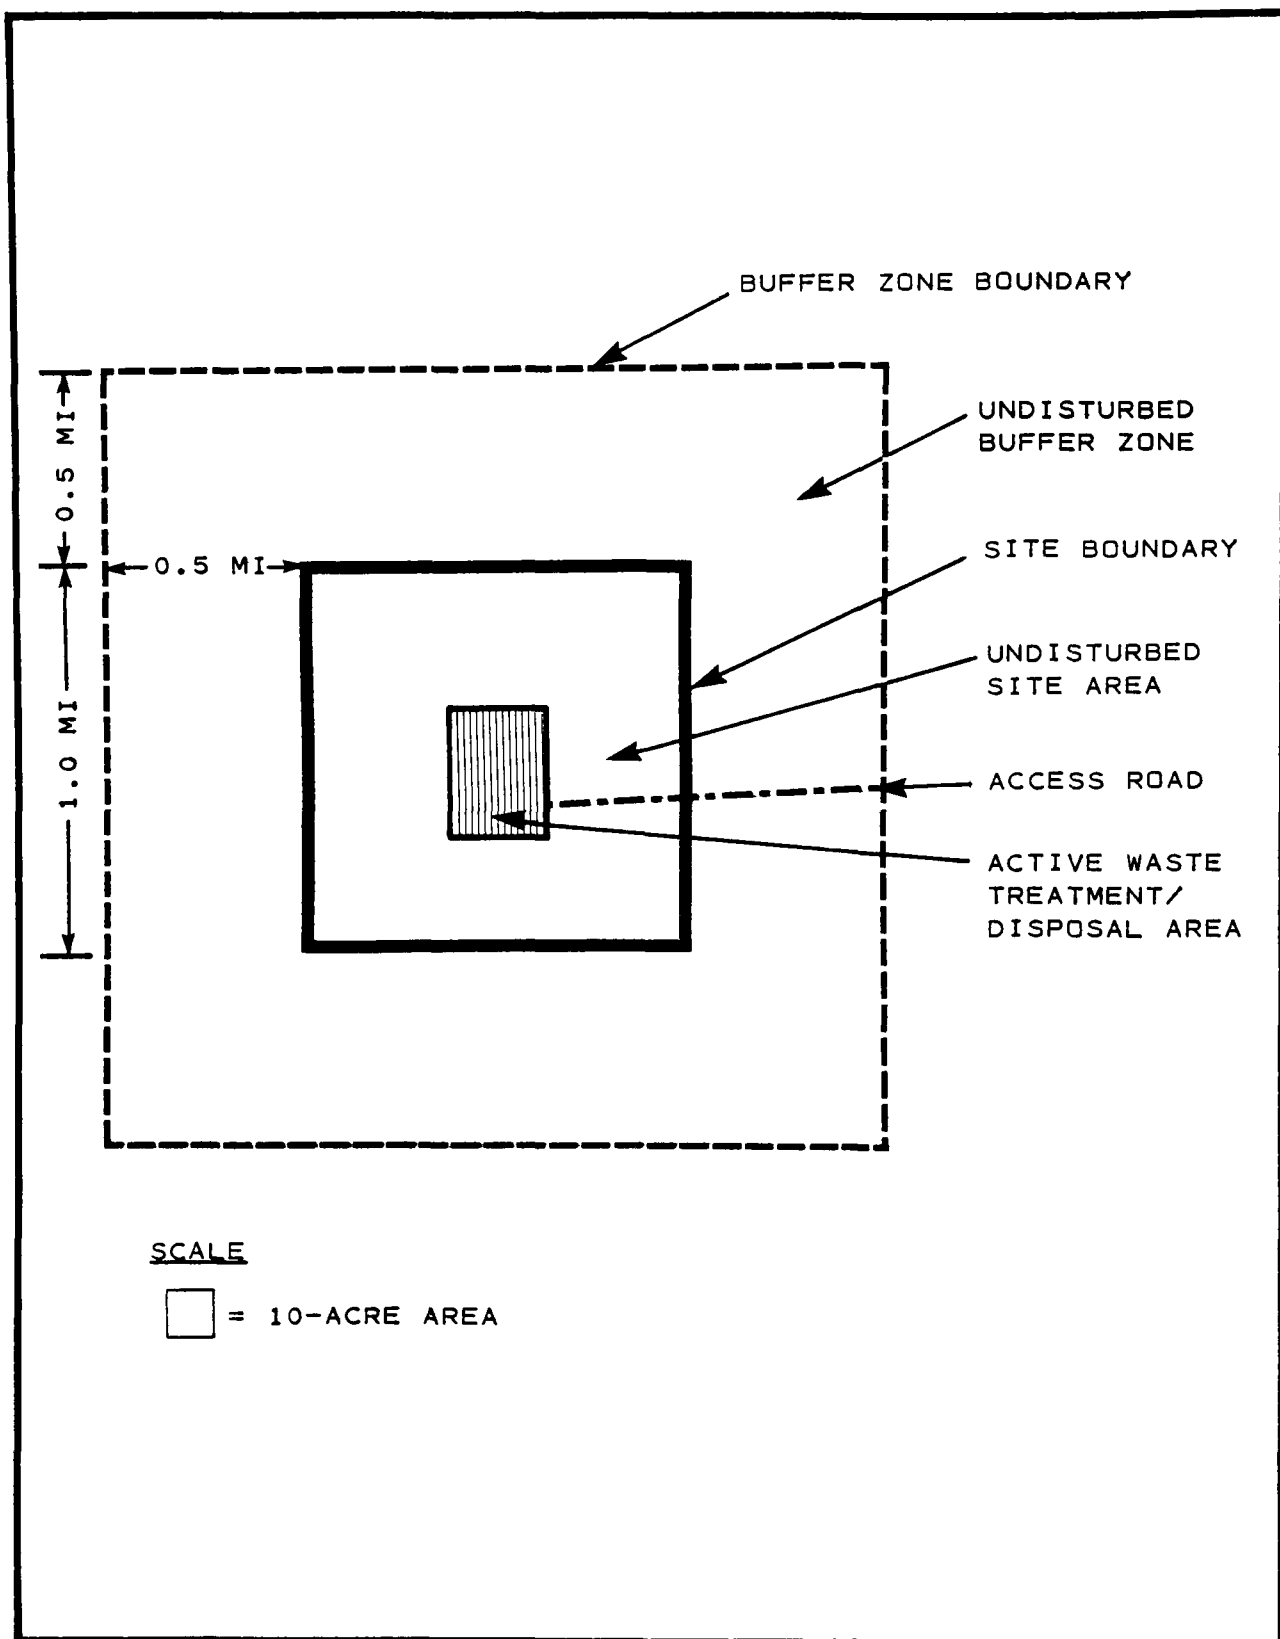 BUFFER ZONE BOUNDARY
UNDISTURBED
BUFFER ZONE
0.5 MI
SITE BOUNDARY
0.5 MI
UNDISTURBED
SITE AREA
1.0 MI
ACCESS ROAD
ACTIVE WASTE
TREATMENT/
DISPOSAL AREA
SCALE
= 10-ACRE AREA